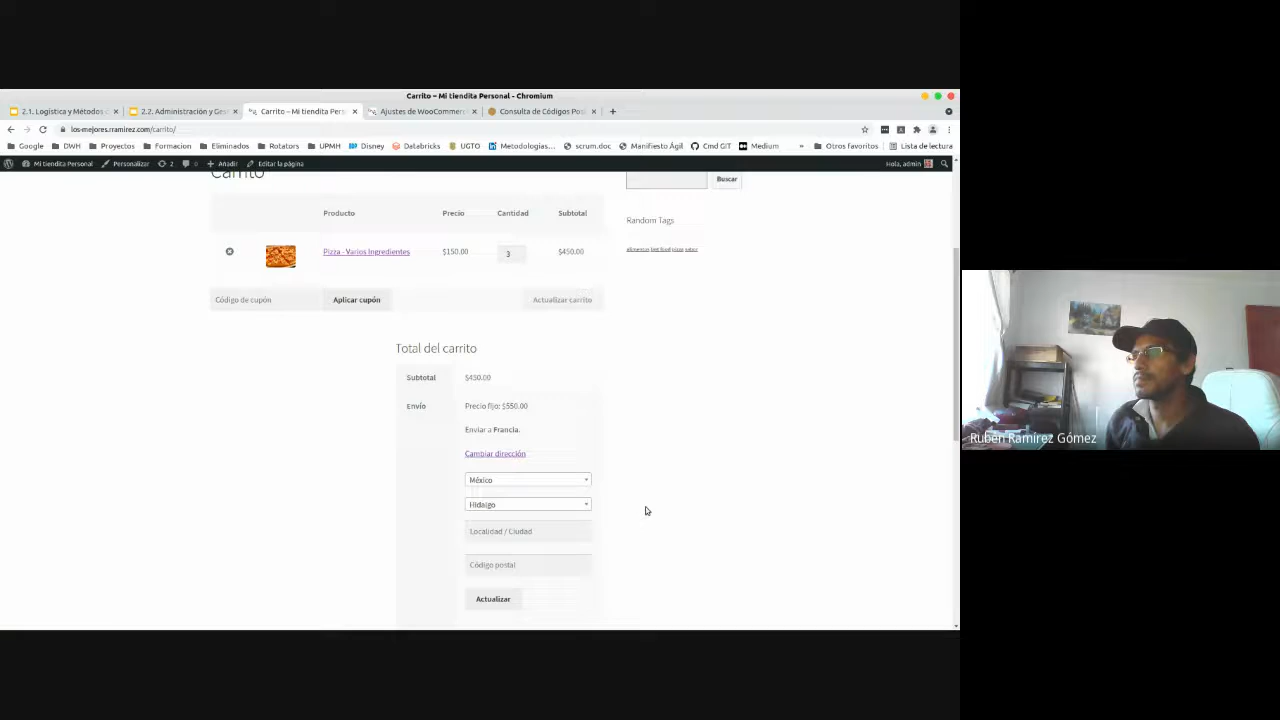 Carrito – Mi tiendita Personal - Chromium
2.1. Logística y Métodos
2.2. Administración y Ges
Carrito – Mi tiendita Pers
Ajustes de WooCommer
Consulta de Códigos Pos
los-mejores.rramirez.com/carrito/
Google
DWH
Proyectos
Formacion
Eliminados
Rotators
UPMH
Disney
Databricks
UGTO
Metodologías...
scrum.doc
Manifiesto Ágil
Cmd GIT
Medium
»
Otros favoritos
Lista de lectura
Mi tiendita Personal
Personalizar
2
0
Añadir
Editar la página
Hola, admin
Carrito
Buscar
Producto
Precio
Cantidad
Subtotal
Random Tags
Pizza - Varios Ingredientes
$150.00
3
$450.00
Código de cupón
Aplicar cupón
Actualizar carrito
Total del carrito
Subtotal
$450.00
Envío
Precio fijo: $550.00
Enviar a Francia.
Cambiar dirección
México
Hidalgo
Localidad / Ciudad
Código postal
Actualizar
Rubén Ramírez Gómez